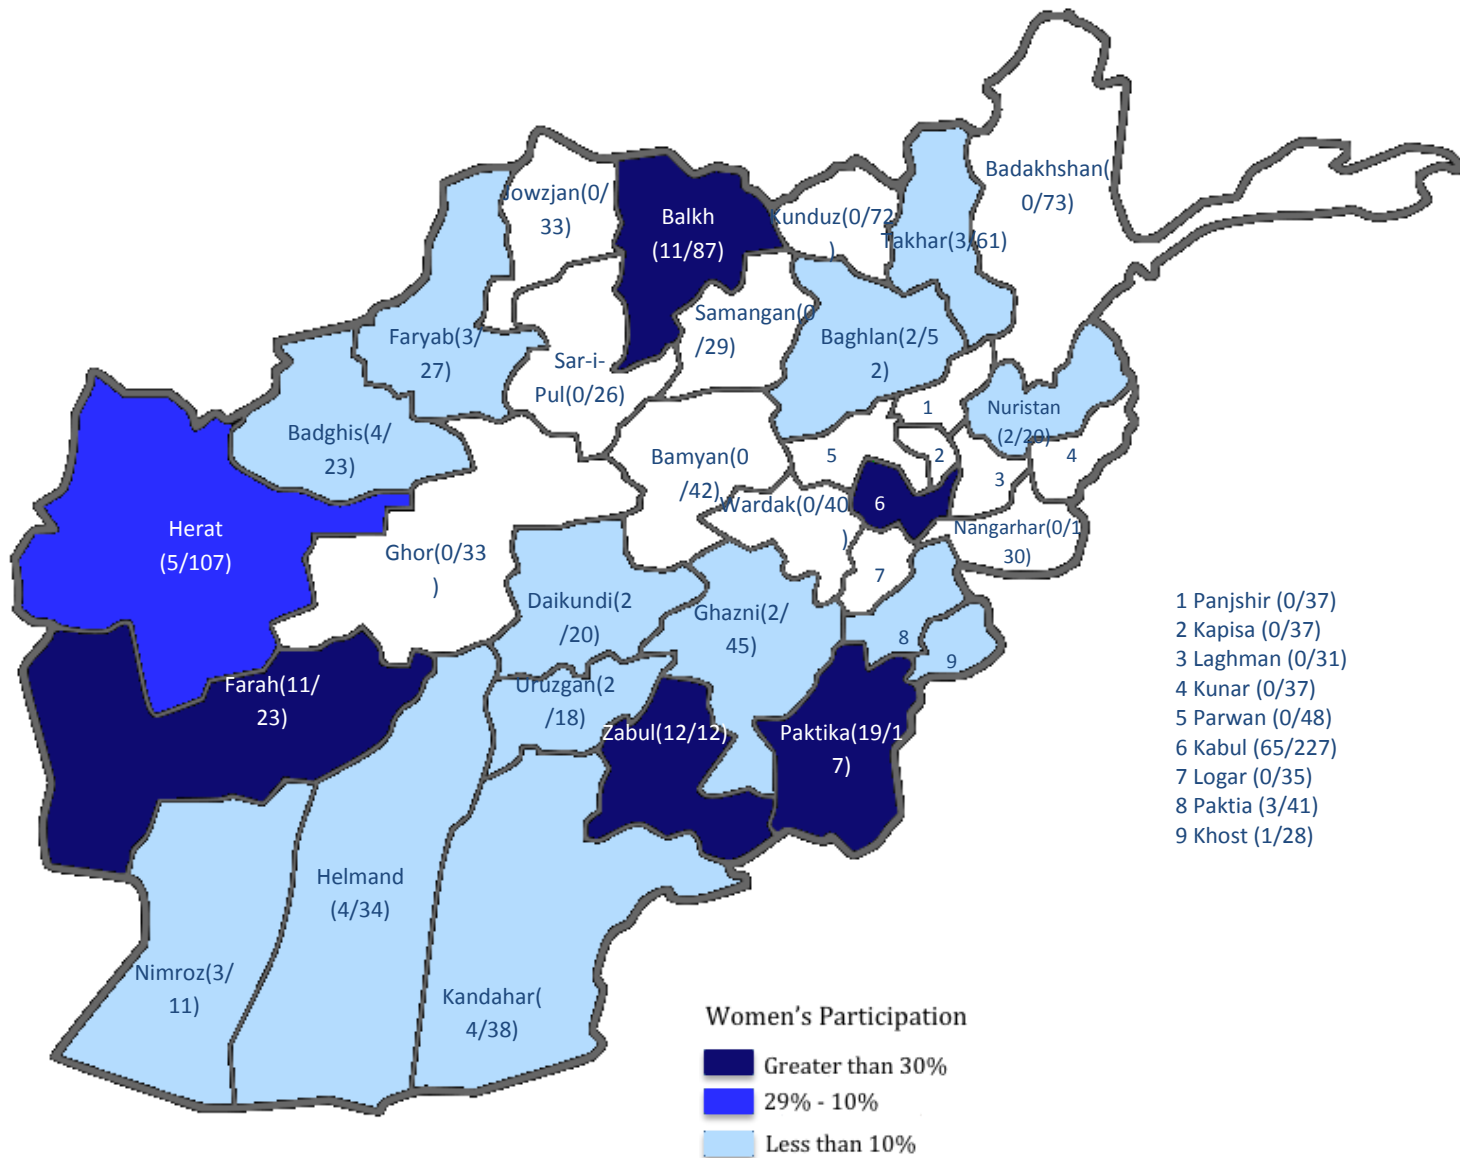 Badakhshan(
0/73)
Jowzjan(0/
33)
Balkh
(11/87)
Kunduz(0/72
)
Takhar(3/61)
Samangan(0
/29)
Faryab(3/
27)
Baghlan(2/5
2)
Sar-i-
Pul(0/26)
Nuristan
(2/20)
1
Badghis(4/
23)
Bamyan(0
/42)
5
2
4
3
6
Wardak(0/40
)
Nangarhar(0/1
30)
Herat
(5/107)
Ghor(0/33
)
7
Daikundi(2
/20)
Ghazni(2/
45)
8
9
Farah(11/
23)
Uruzgan(2
/18)
Zabul(12/12)
Paktika(19/1
7)
Helmand
(4/34)
Nimroz(3/
11)
Kandahar(
4/38)
1 Panjshir (0/37)
2 Kapisa (0/37)
3 Laghman (0/31)
4 Kunar (0/37)
5 Parwan (0/48)
6 Kabul (65/227)
7 Logar (0/35)
8 Paktia (3/41)
9 Khost (1/28)
Women's Participation
Greater than 30%
29% - 10%
Less than 10%